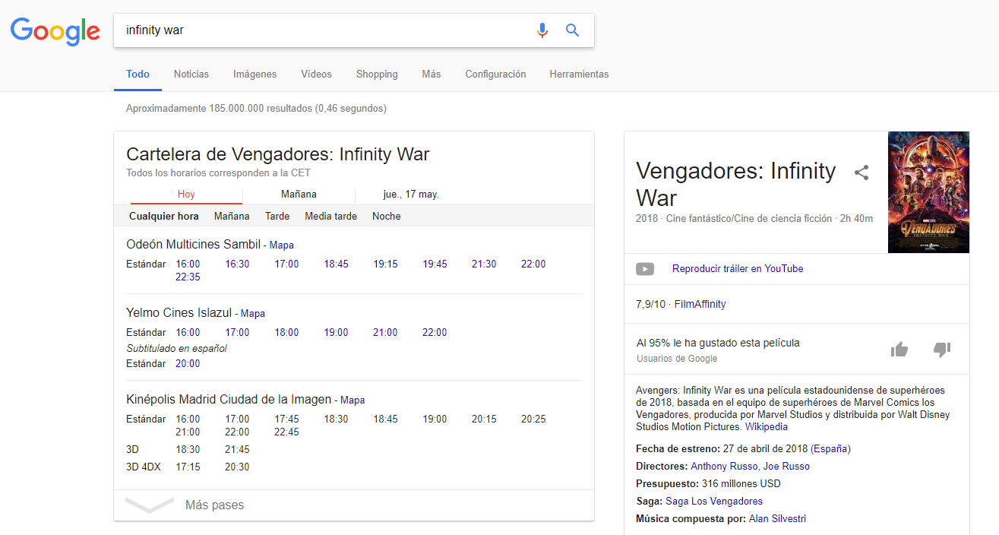 Google
infinity war
Todo Noticias Imágenes Vídeos Shopping Más Configuración Herramientas
Aproximadamente 185.000.000 resultados (0,46 segundos)
Cartelera de Vengadores: Infinity War
Todos los horarios corresponden a la CET
Hoy Mañana jue., 17 may.
Cualquier hora Mañana Tarde Media tarde Noche
Odeón Multicines Sambil - Mapa
Estándar 16:00 16:30 17:00 18:45 19:15 19:45 21:30 22:00
22:35
Yelmo Cines Islazul - Mapa
Estándar 16:00 17:00 18:00 19:00 21:00 22:00
Subtitulado en español
Estándar 20:00
Kinépolis Madrid Ciudad de la Imagen - Mapa
Estándar 16:00 17:00 17:45 18:30 18:45 19:00 20:15 20:25
21:00 22:00 22:45
3D 18:30 21:45
3D 4DX 17:15 20:30
Más pases
Vengadores: Infinity
War
2018 · Cine fantástico/Cine de ciencia ficción · 2h 40m
VENGADORES
INFINITY WAR
Reproducir tráiler en YouTube
7,9/10 · FilmAffinity
Al 95% le ha gustado esta película
Usuarios de Google
Avengers: Infinity War es una película estadounidense de superhéroes
de 2018, basada en el equipo de superhéroes de Marvel Comics los
Vengadores, producida por Marvel Studios y distribuida por Walt Disney
Studios Motion Pictures. Wikipedia
Fecha de estreno: 27 de abril de 2018 (España)
Directores: Anthony Russo, Joe Russo
Presupuesto: 316 millones USD
Saga: Saga Los Vengadores
Música compuesta por: Alan Silvestri